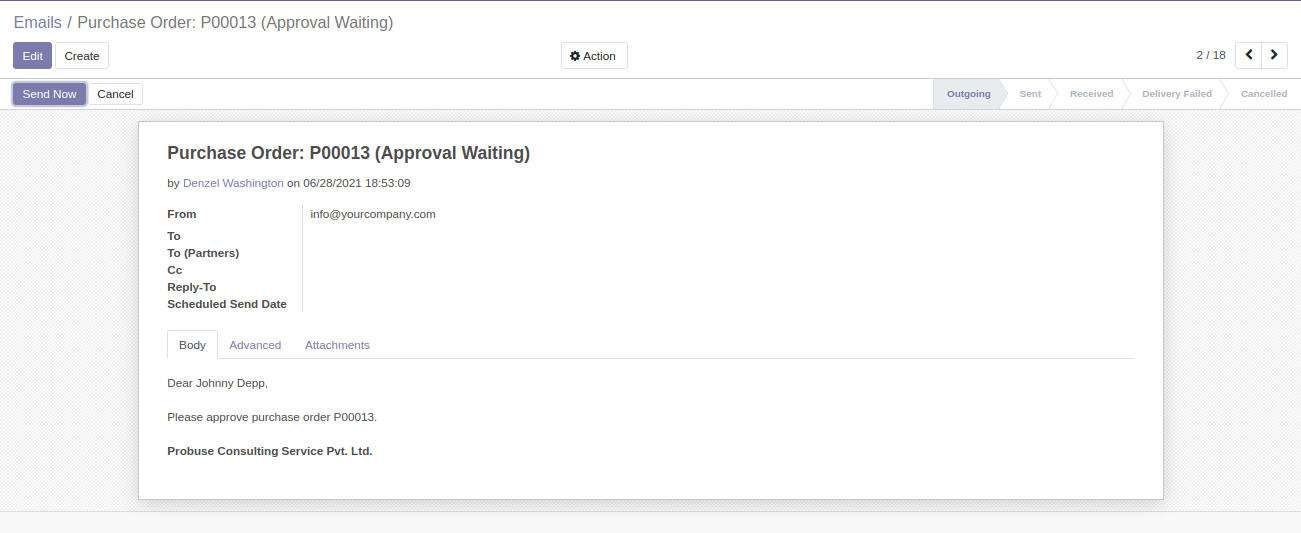 Emails / Purchase Order: P00013 (Approval Waiting)
Edit Create Action 2 / 18
Send Now Cancel Outgoing Sent Received Delivery Failed Cancelled
Purchase Order: P00013 (Approval Waiting)
by Denzel Washington on 06/28/2021 18:53:09
From info@yourcompany.com
To
To (Partners)
Cc
Reply-To
Scheduled Send Date
Body Advanced Attachments
Dear Johnny Depp,
Please approve purchase order P00013.
Probuse Consulting Service Pvt. Ltd.